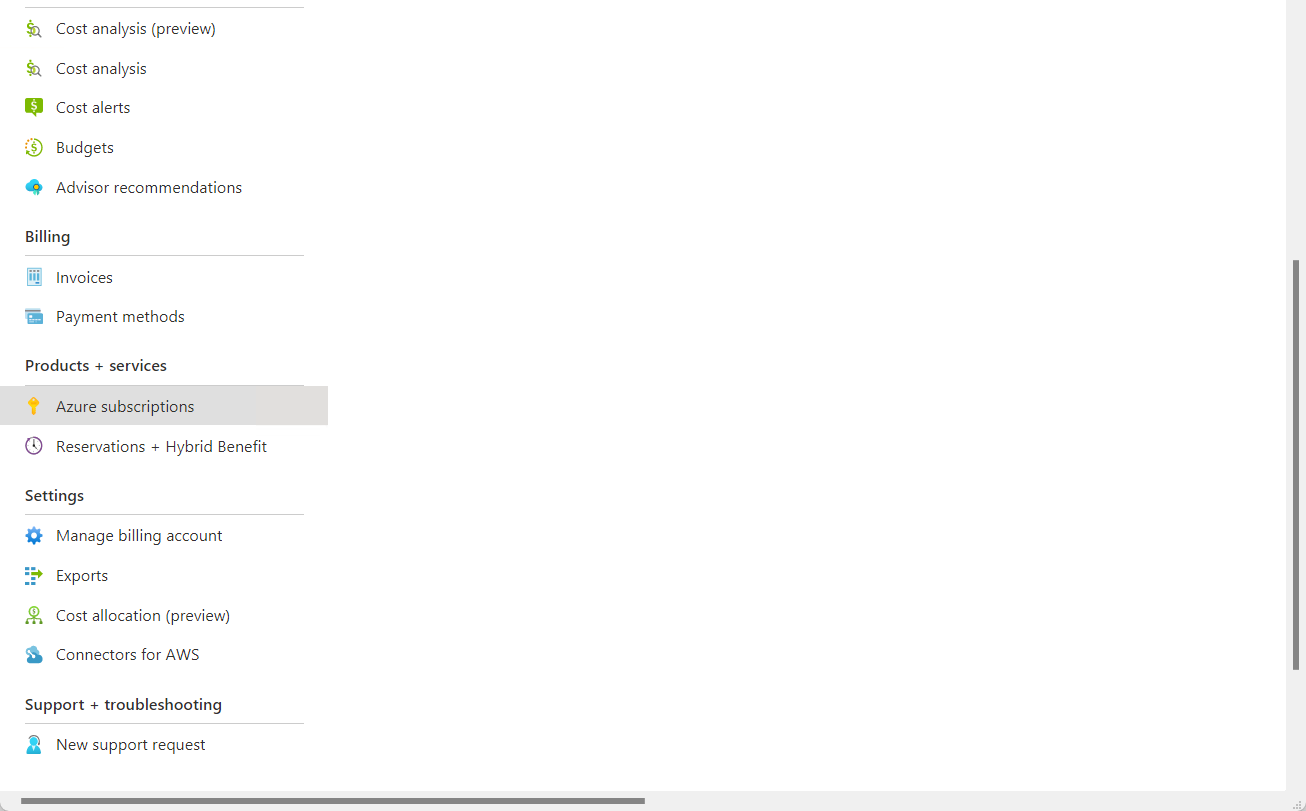 Cost analysis (preview)
Cost analysis
Cost alerts
Budgets
Advisor recommendations
Billing
Invoices
Payment methods
Products + services
Azure subscriptions
Reservations + Hybrid Benefit
Settings
Manage billing account
Exports
Cost allocation (preview)
Connectors for AWS
Support + troubleshooting
New support request